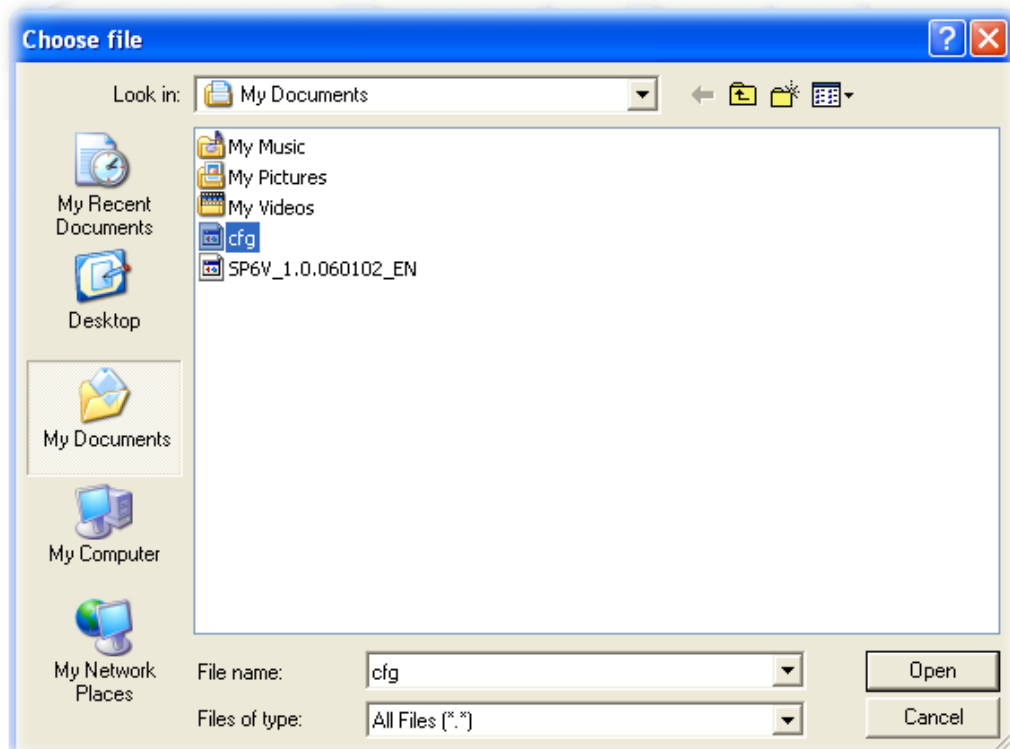 Choose file
Look in:
My Documents
My Recent
Documents
Desktop
My Documents
My Computer
My Network
Places
My Music
My Pictures
My Videos
cfg
SP6V_1.0.060102_EN
File name:
cfg
Open
Files of type:
All Files (*.*)
Cancel